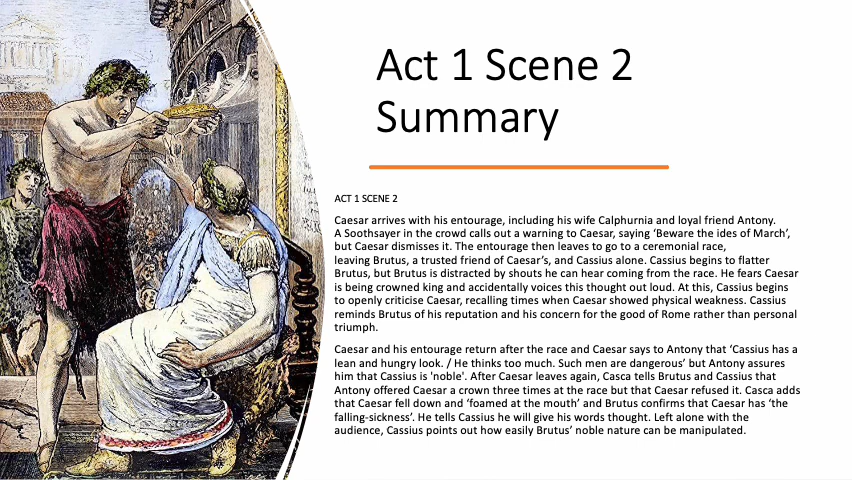 Act 1 Scene 2
Summary
ACT 1 SCENE 2
Caesar arrives with his entourage, including his wife Calphurnia and loyal friend Antony.
A Soothsayer in the crowd calls out a warning to Caesar, saying ‘Beware the ides of March’,
but Caesar dismisses it. The entourage then leaves to go to a ceremonial race,
leaving Brutus, a trusted friend of Caesar’s, and Cassius alone. Cassius begins to flatter
Brutus, but Brutus is distracted by shouts he can hear coming from the race. He fears Caesar
is being crowned king and accidentally voices this thought out loud. At this, Cassius begins
to openly criticise Caesar, recalling times when Caesar showed physical weakness. Cassius
reminds Brutus of his reputation and his concern for the good of Rome rather than personal
triumph.
Caesar and his entourage return after the race and Caesar says to Antony that ‘Cassius has a
lean and hungry look. / He thinks too much. Such men are dangerous’ but Antony assures
him that Cassius is 'noble'. After Caesar leaves again, Casca tells Brutus and Cassius that
Antony offered Caesar a crown three times at the race but that Caesar refused it. Casca adds
that Caesar fell down and ‘foamed at the mouth’ and Brutus confirms that Caesar has ‘the
falling-sickness’. He tells Cassius he will give his words thought. Left alone with the
audience, Cassius points out how easily Brutus’ noble nature can be manipulated.